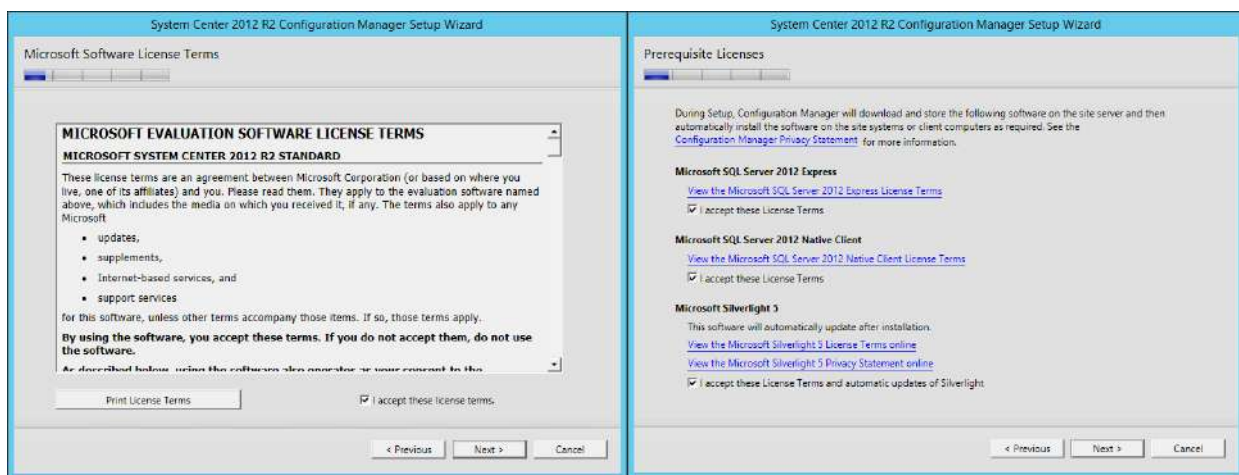 System Center 2012 R2 Configuration Manager Setup Wizard
Microsoft Software License Terms
MICROSOFT EVALUATION SOFTWARE LICENSE TERMS
MICROSOFT SYSTEM CENTER 2012 R2 STANDARD
These license terms are an agreement between Microsoft Corporation (or based on where you
live, one of its affiliates) and you. Please read them. They apply to the evaluation software named
above, which includes the media on which you received it, if any. The terms also apply to any
Microsoft
• updates,
• supplements,
• Internet-based services, and
• support services
for this software, unless other terms accompany those items. If so, those terms apply.
By using the software, you accept these terms. If you do not accept them, do not use
the software.
As described below, using the software also operator as your consent to the
Print License Terms
I accept these license terms.
< Previous
Next >
Cancel
System Center 2012 R2 Configuration Manager Setup Wizard
Prerequisite Licenses
During Setup, Configuration Manager will download and store the following software on the site server and then
automatically install the software on the site systems or client computers as required. See the
Configuration Manager Privacy Statement for more information.
Microsoft SQL Server 2012 Express
View the Microsoft SQL Server 2012 Express License Terms
I accept these License Terms
Microsoft SQL Server 2012 Native Client
View the Microsoft SQL Server 2012 Native Client License Terms
I accept these License Terms
Microsoft Silverlight 5
This software will automatically update after installation.
View the Microsoft Silverlight 5 License Terms online
View the Microsoft Silverlight 5 Privacy Statement online
I accept these License Terms and automatic updates of Silverlight
< Previous
Next >
Cancel